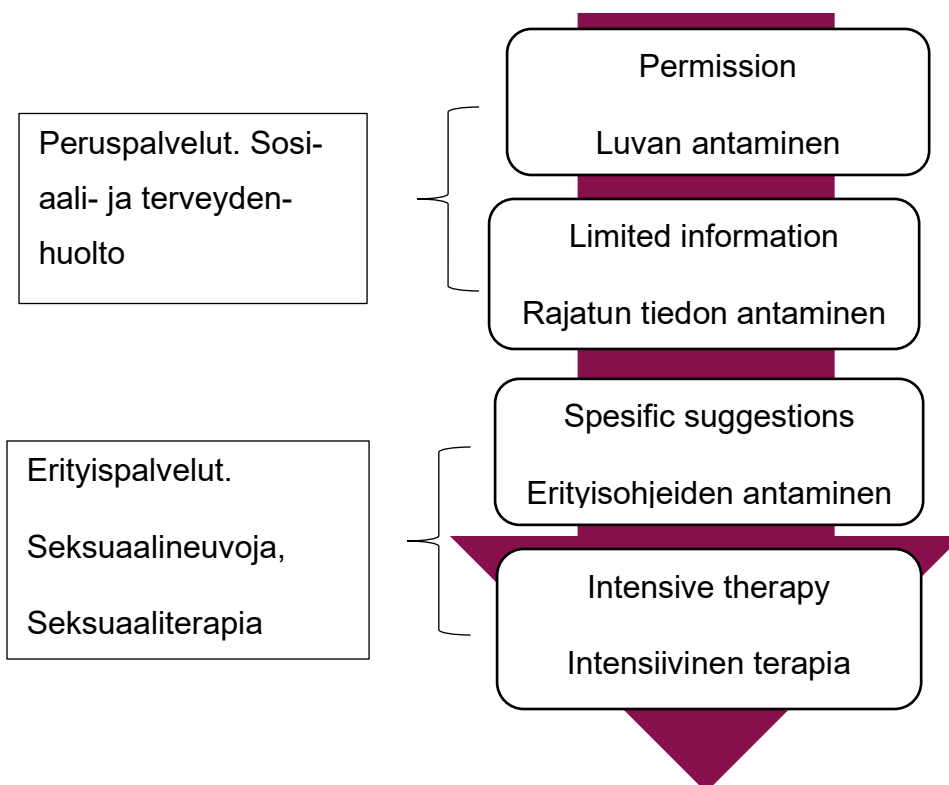 Permission
Luvan antaminen
Peruspalvelut. Sosi-
aali- ja terveyden-
huolto
Limited information
Rajatun tiedon antaminen
Spesific suggestions
Erityisohjeiden antaminen
Erityispalvelut.
Seksuaalineuvoja,
Seksuaaliterapia
Intensive therapy
Intensiivinen terapia